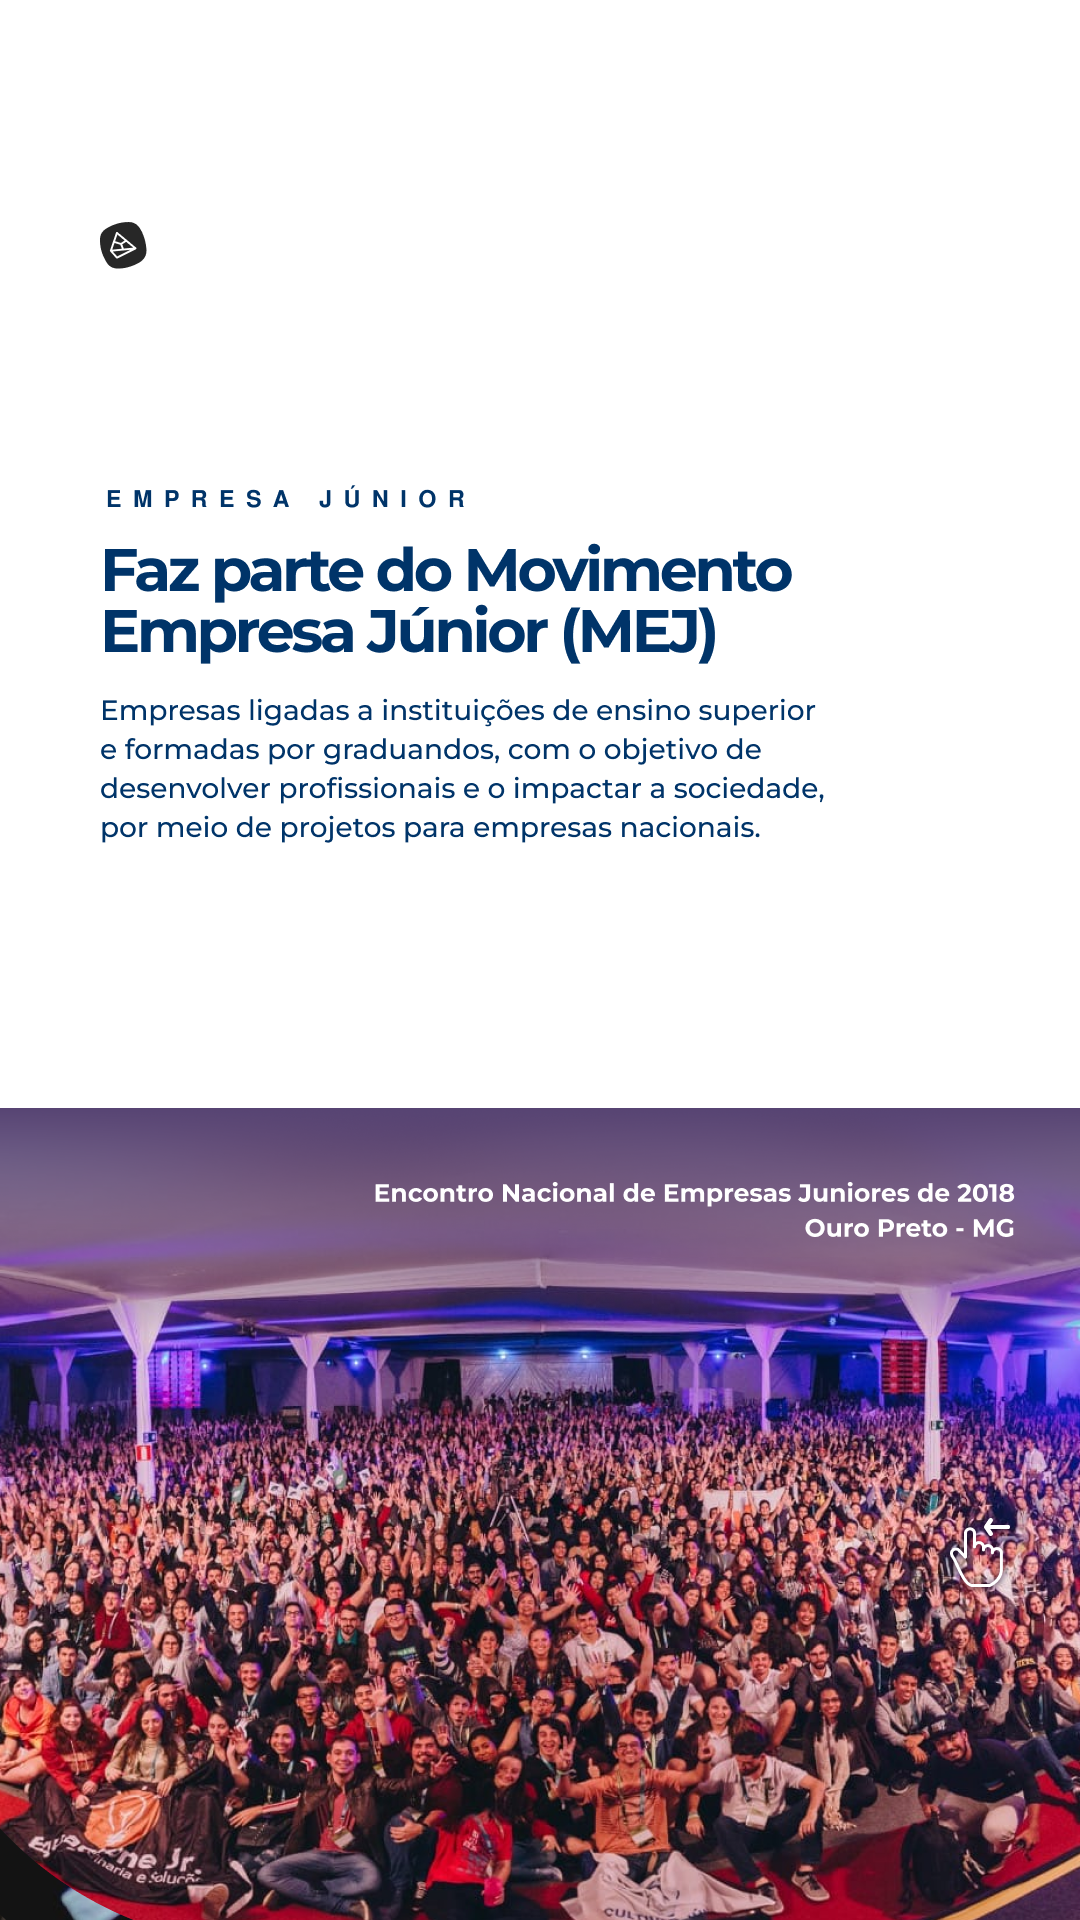 EMPRESA JÚNIOR
Faz parte do Movimento
Empresa Júnior (MEJ)
Empresas ligadas a instituições de ensino superior
e formadas por graduandos, com o objetivo de
desenvolver profissionais e o impactar a sociedade,
por meio de projetos para empresas nacionais.
Encontro Nacional de Empresas Juniores de 2018
Ouro Preto - MG
Jr.